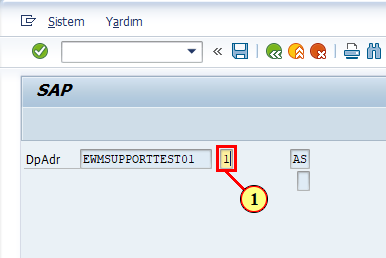 Sistem Yardım
SAP
DpAdr EWMSUPPORTTEST01 1 AS
1